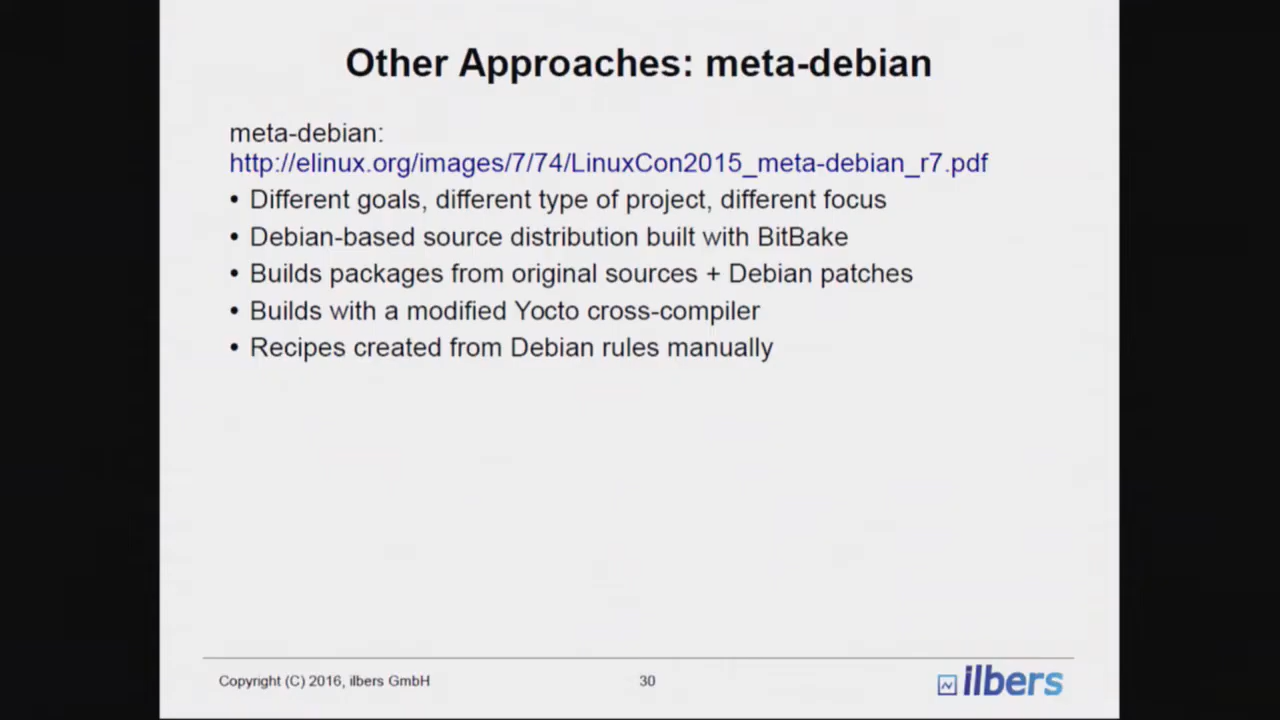 Other Approaches: meta-debian
meta-debian:
http://elinux.org/images/7/74/LinuxCon2015_meta-debian_r7.pdf
• Different goals, different type of project, different focus
• Debian-based source distribution built with BitBake
• Builds packages from original sources + Debian patches
• Builds with a modified Yocto cross-compiler
• Recipes created from Debian rules manually
Copyright (C) 2016, ilbers GmbH
30
ilbers